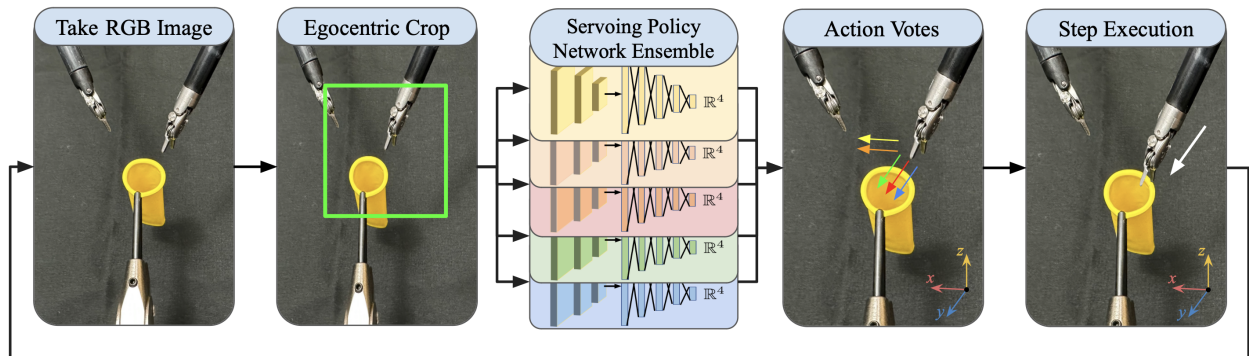 Take RGB Image
Egocentric Crop
Servoing Policy
Network Ensemble
Action Votes
Step Execution
ℝ⁴
ℝ⁴
ℝ⁴
ℝ⁴
ℝ⁴
z
x
y
z
x
y